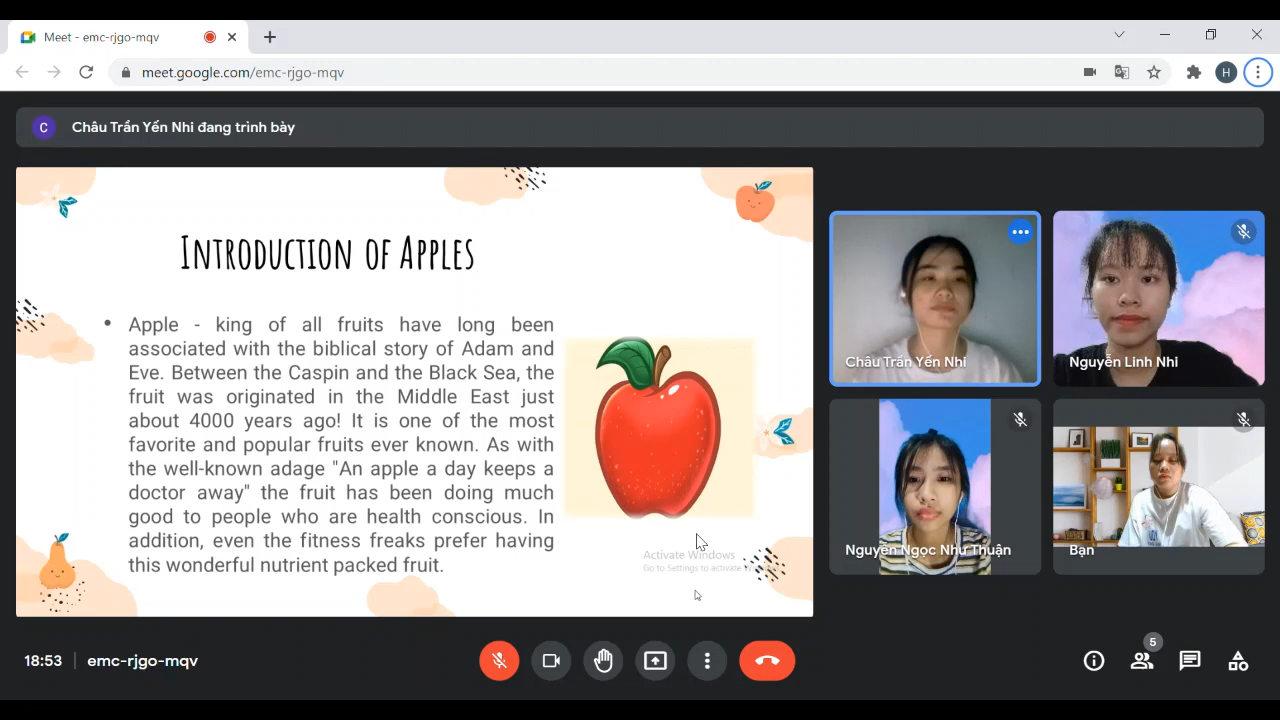 Meet - emc-rjgo-mqv
meet.google.com/emc-rjgo-mqv
H
C
Châu Trần Yến Nhi đang trình bày
Introduction of Apples
• Apple - king of all fruits have long been
associated with the biblical story of Adam and
Eve. Between the Caspin and the Black Sea, the
fruit was originated in the Middle East just
about 4000 years ago! It is one of the most
favorite and popular fruits ever known. As with
the well-known adage "An apple a day keeps a
doctor away" the fruit has been doing much
good to people who are health conscious. In
addition, even the fitness freaks prefer having
this wonderful nutrient packed fruit.
Activate Windows
Go to Settings to activate
Châu Trần Yến Nhi
Nguyễn Linh Nhi
Nguyễn Ngọc Như Thuận
Bạn
18:53
emc-rjgo-mqv
5